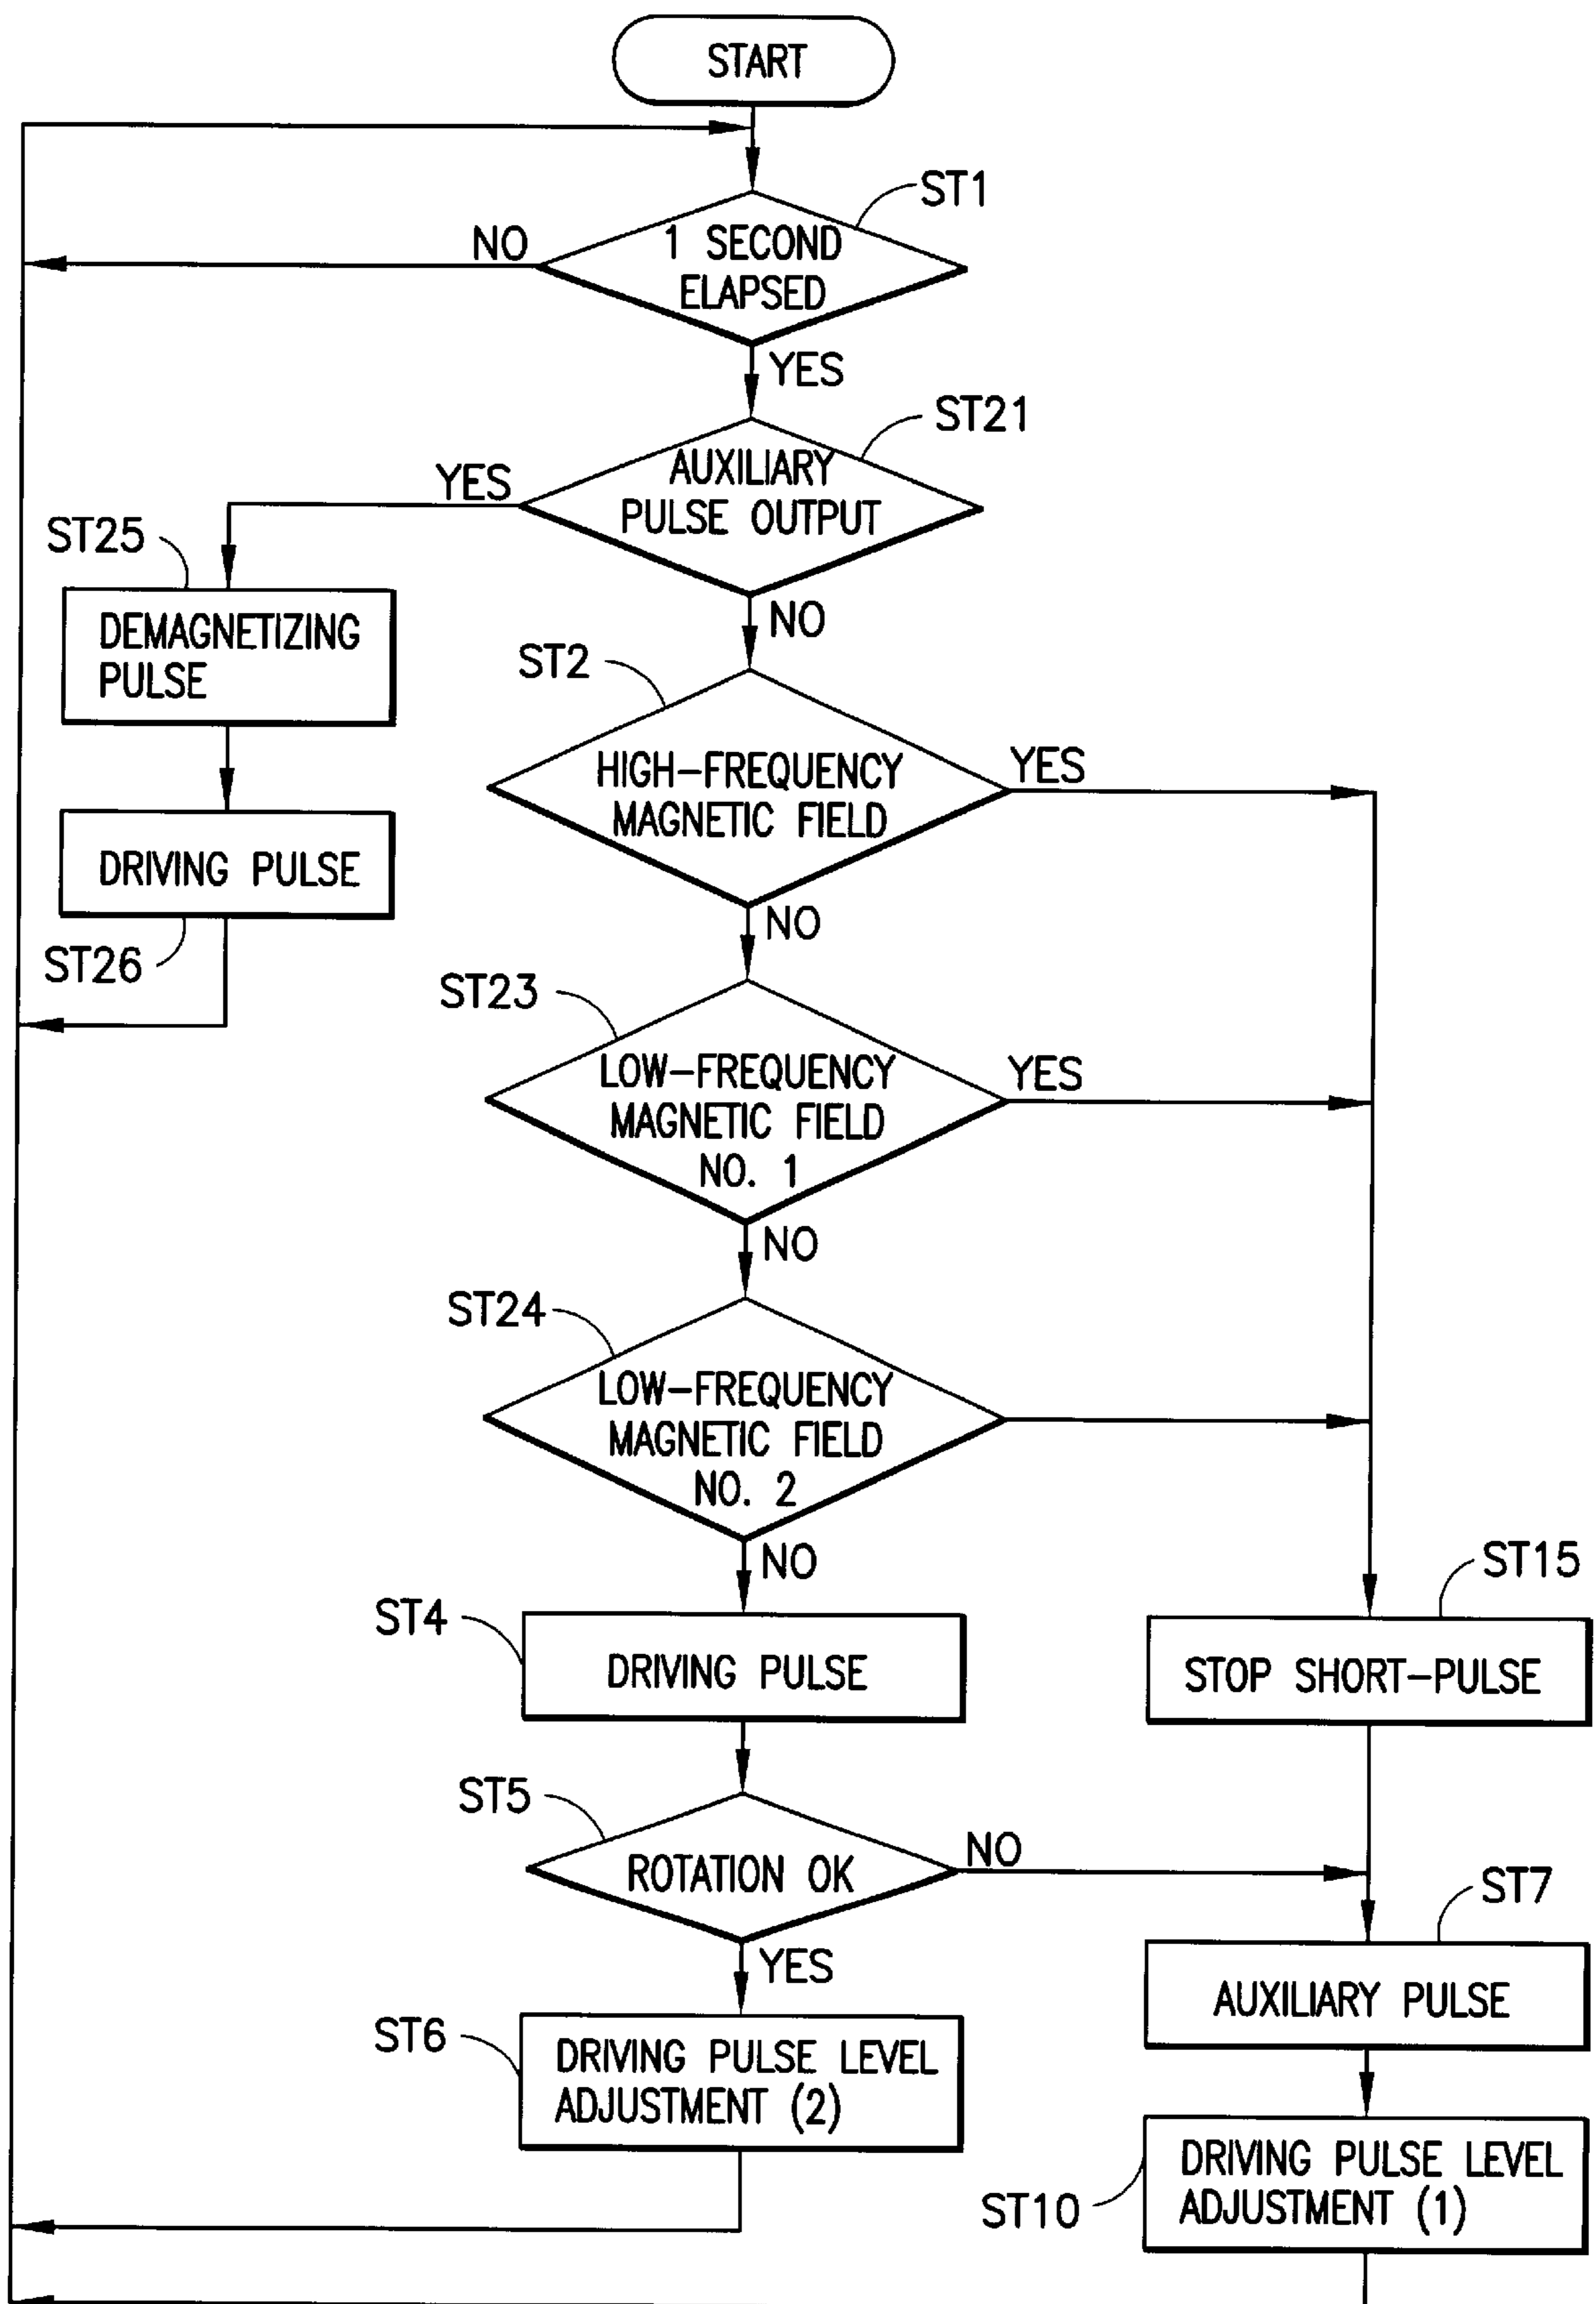 START
ST1
NO
1 SECOND
ELAPSED
YES
ST21
YES
AUXILIARY
PULSE OUTPUT
ST25
NO
DEMAGNETIZING
PULSE
ST2
HIGH-FREQUENCY
MAGNETIC FIELD
YES
DRIVING PULSE
NO
ST26
ST23
LOW-FREQUENCY
MAGNETIC FIELD
NO. 1
YES
NO
ST24
LOW-FREQUENCY
MAGNETIC FIELD
NO. 2
NO
ST15
ST4
DRIVING PULSE
STOP SHORT-PULSE
ST5
ROTATION OK
NO
ST7
YES
AUXILIARY PULSE
ST6
DRIVING PULSE LEVEL
ADJUSTMENT (2)
DRIVING PULSE LEVEL
ADJUSTMENT (1)
ST10